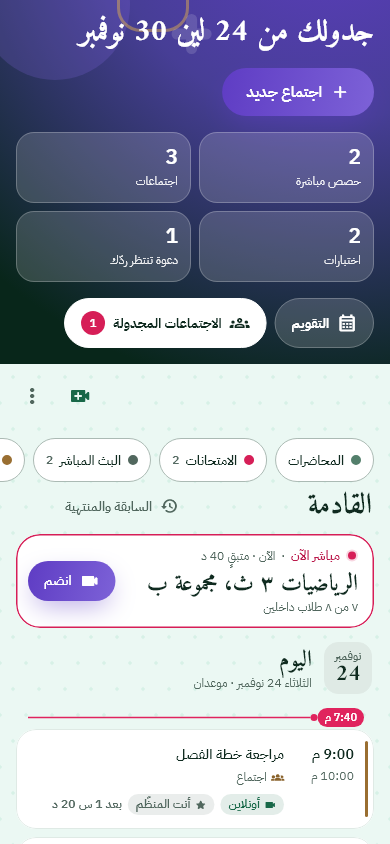 جدولك من 24 لين 30 نوفمبر
+ اجتماع جديد
2
حصص مباشرة
3
اجتماعات
2
اختبارات
1
دعوة تنتظر ردّك
التقويم
الاجتماعات المجدولة 1
المحاضرات
الامتحانات 2
البث المباشر 2
القادمة
السابقة والمنتهية
مباشر الآن · الآن · متبقٍ 40 د
الرياضيات ٣ ث، مجموعة ب
٧ من ٨ طلاب داخلين
انضم
نوفمبر
24
اليوم
الثلاثاء 24 نوفمبر · موعدان
7:40 م
9:00 م
10:00 م
مراجعة خطة الفصل
اجتماع
أونلاين
أنت المنظّم
بعد 1 س 20 د